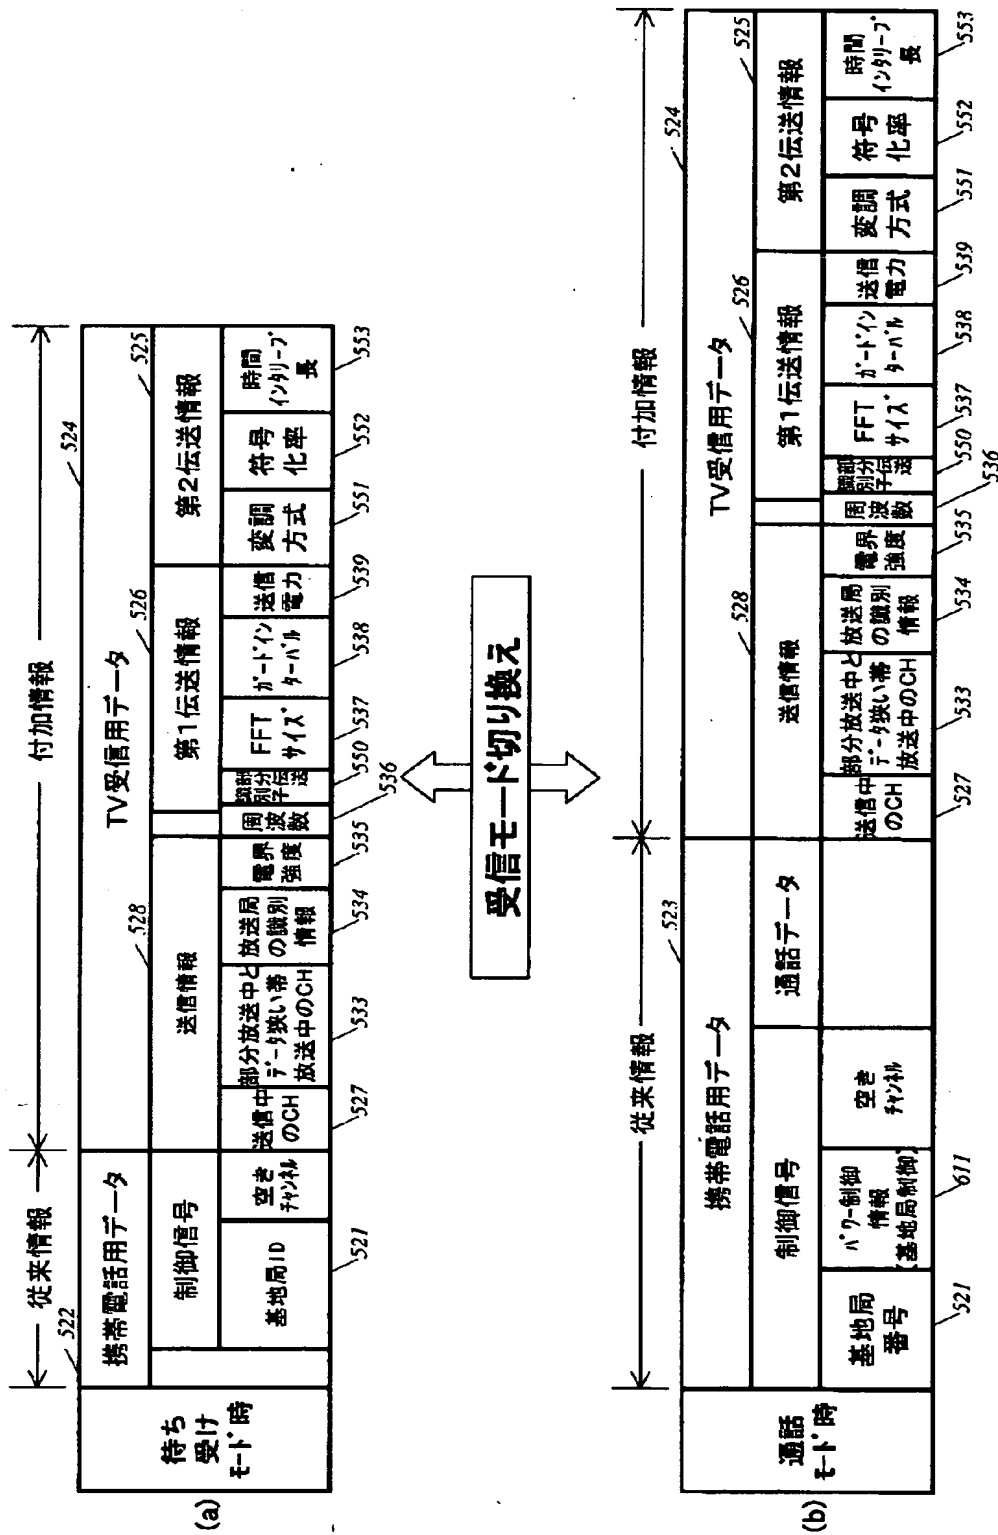 (a)
待ち
受け
モード時
従来情報
付加情報
522
携帯電話用データ
524
TV受信用データ
制御信号
528
送信情報
526
第1伝送情報
525
第2伝送情報
基地局ID
空き
チャンネル
送信中
のCH
部分放送中と
データ狭い帯
放送中のCH
放送局
の識別
情報
電界
強度
周
波
数
部分伝送
識別子
FFT
サイズ
ガードイン
ターバル
送信
電力
変調
方式
符号
化率
時間
インタリーブ
長
521
527
533
534
535
536
550
537
538
539
551
552
553
受信モード切り換え
(b)
通話
モード時
従来情報
付加情報
523
携帯電話用データ
524
TV受信用データ
制御信号
通話データ
528
送信情報
526
第1伝送情報
525
第2伝送情報
基地局
番号
パワー制御
情報
(基地局制御)
空き
チャンネル
送信中
のCH
部分放送中と
データ狭い帯
放送中のCH
放送局
の識別
情報
電界
強度
周
波
数
部分伝送
識別子
FFT
サイズ
ガードイン
ターバル
送信
電力
変調
方式
符号
化率
時間
インタリーブ
長
521
611
527
533
534
535
536
550
537
538
539
551
552
553